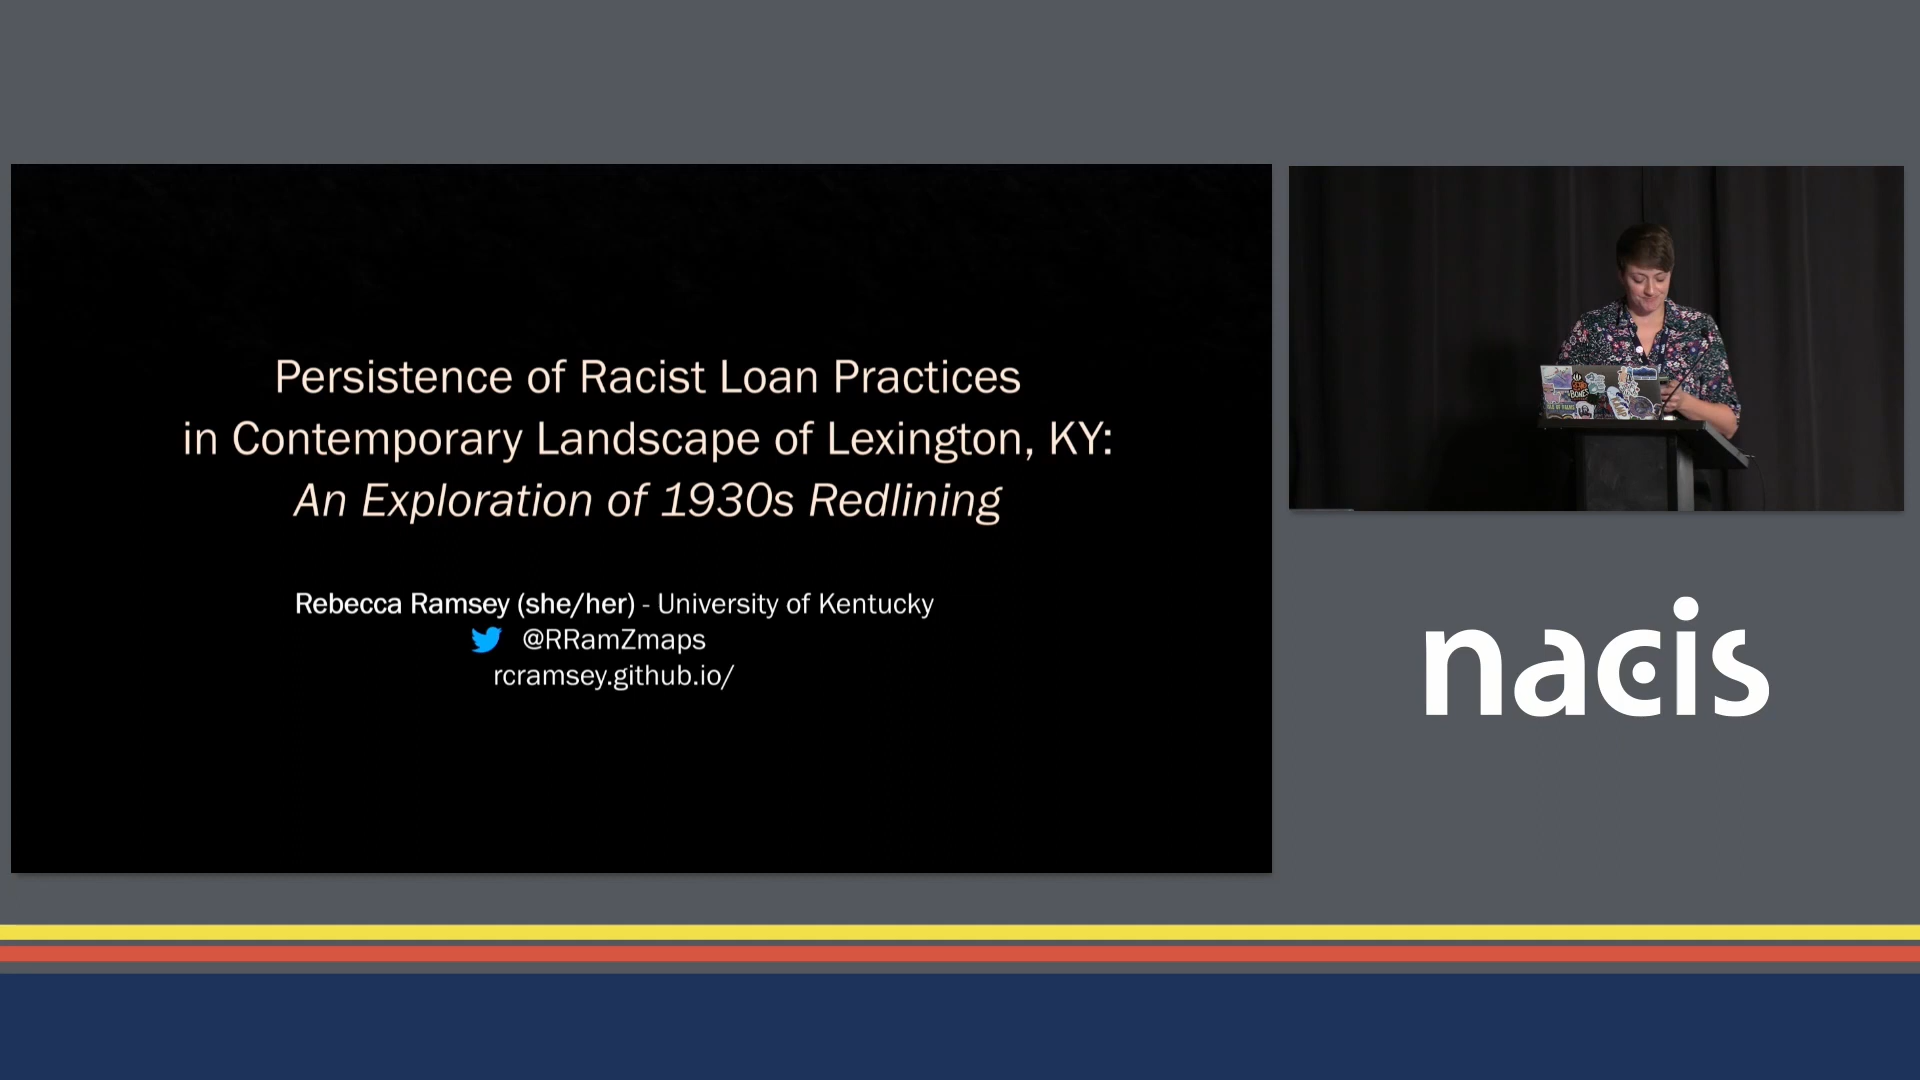 Persistence of Racist Loan Practices
in Contemporary Landscape of Lexington, KY:
An Exploration of 1930s Redlining
Rebecca Ramsey (she/her) - University of Kentucky
@RRamZmaps
rcramsey.github.io/
nacis